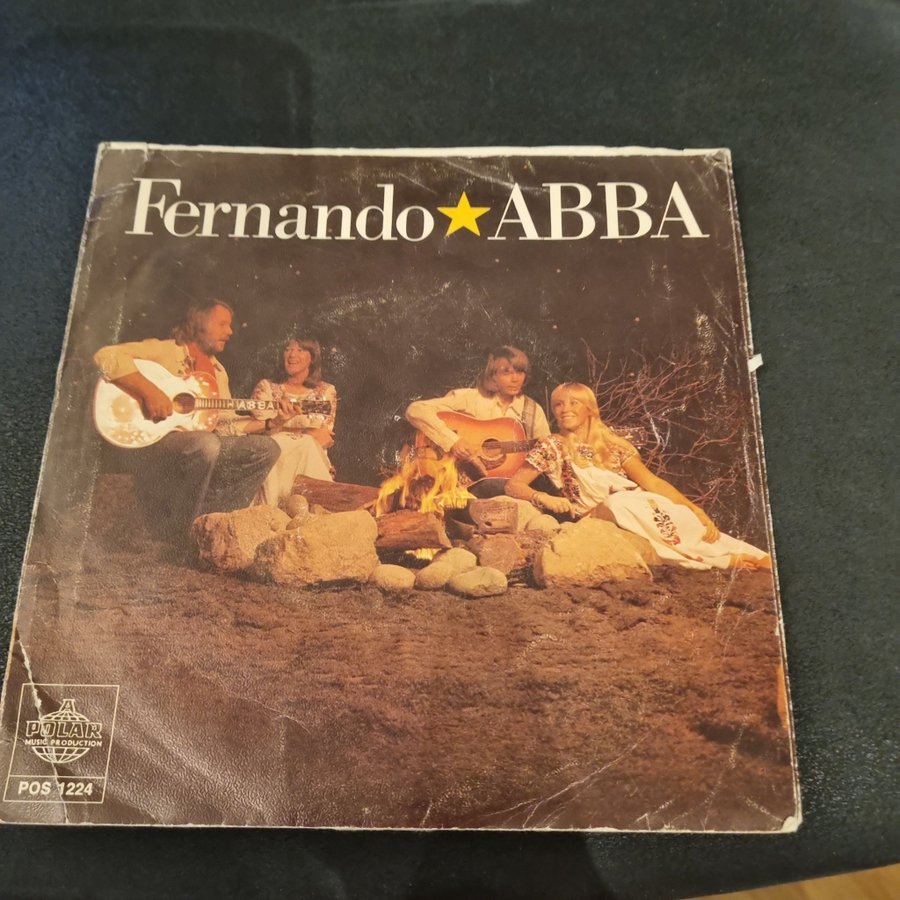 Fernando★ABBA
ABBA
A
POLAR
MUSIC PRODUCTION
POS 1224